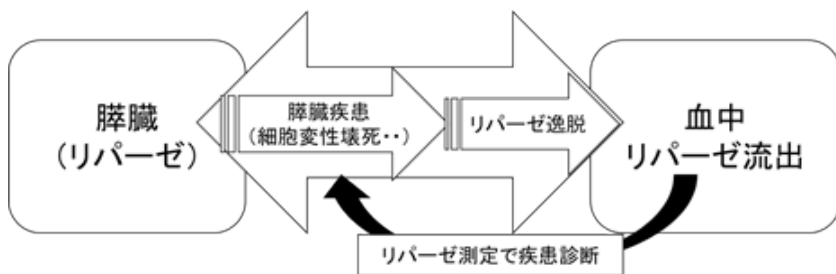 膵臓
（リパーゼ）
膵臓疾患
（細胞変性壊死・・）
リパーゼ逸脱
血中
リパーゼ流出
リパーゼ測定で疾患診断